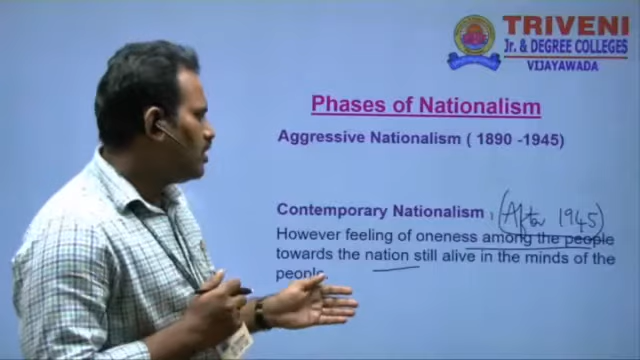 TRIVENI
Jr. & DEGREE COLLEGES
VIJAYAWADA
Phases of Nationalism
Aggressive Nationalism ( 1890 -1945)
Contemporary Nationalism : (After 1945)
However feeling of oneness among the people
towards the nation still alive in the minds of the
people